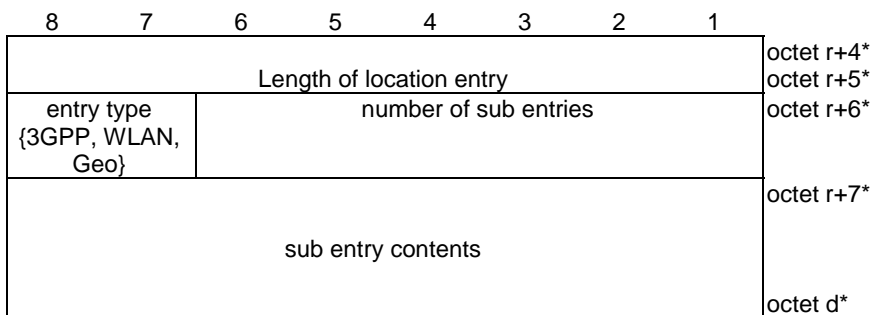 8 7 6 5 4 3 2 1
octet r+4*
Length of location entry octet r+5*
entry type number of sub entries octet r+6*
{3GPP, WLAN,
Geo}
octet r+7*
sub entry contents
octet d*